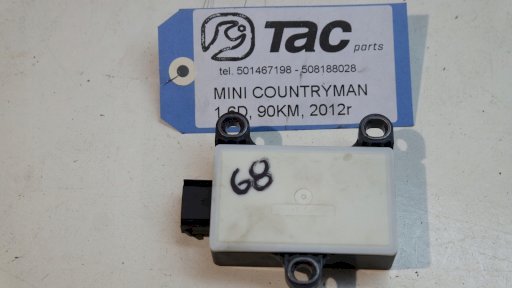 TAC parts
tel. 501467198 - 508188028
MINI COUNTRYMAN
1.6D, 90KM, 2012r
68